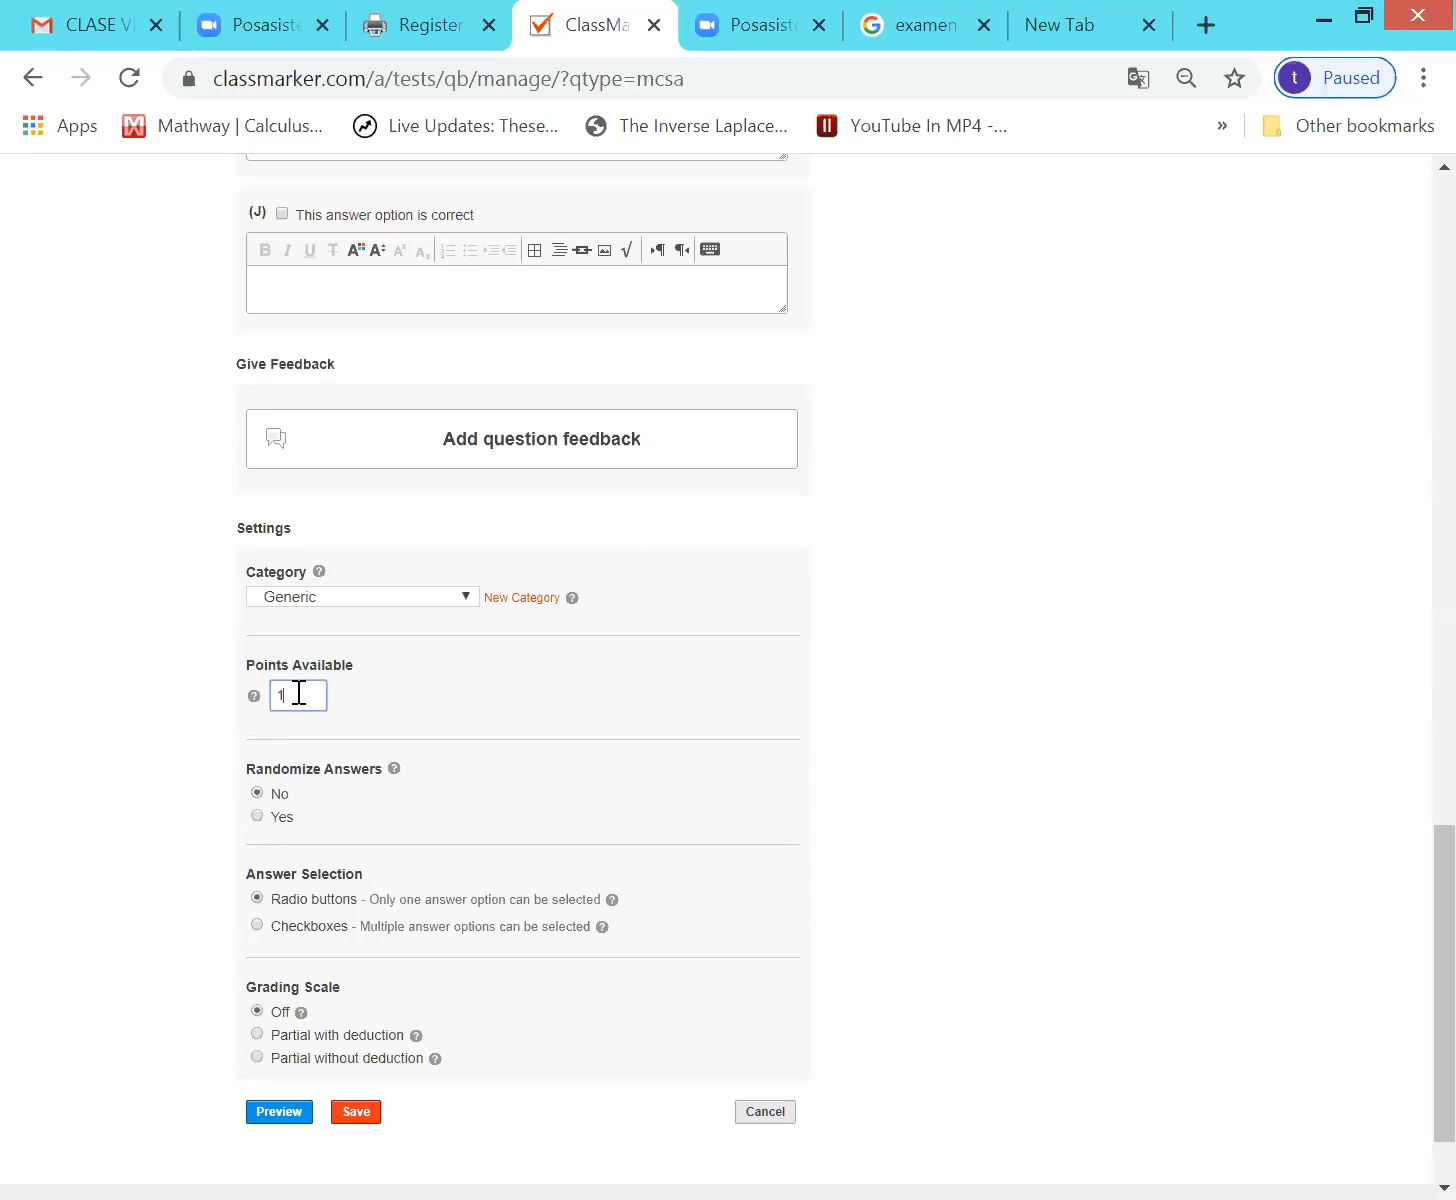 CLASE VI
Posasiste
Register
ClassMa
Posasist
examen
New Tab
classmarker.com/a/tests/qb/manage/?qtype=mcsa
t Paused
Apps
Mathway | Calculus...
Live Updates: These...
The Inverse Laplace...
YouTube In MP4 -...
»
Other bookmarks
(J) This answer option is correct
Give Feedback
Add question feedback
Settings
Category ?
Generic
New Category ?
Points Available
? 1
Randomize Answers ?
No
Yes
Answer Selection
Radio buttons - Only one answer option can be selected ?
Checkboxes - Multiple answer options can be selected ?
Grading Scale
Off ?
Partial with deduction ?
Partial without deduction ?
Preview
Save
Cancel